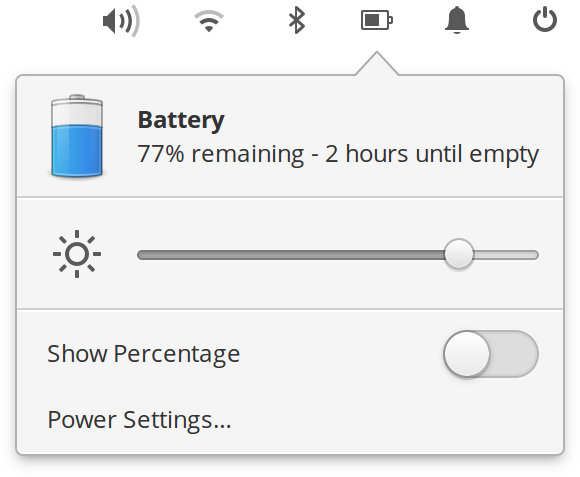 Battery
77% remaining - 2 hours until empty
Show Percentage
Power Settings...